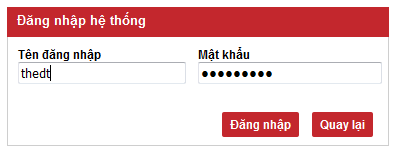 Đăng nhập hệ thống
Tên đăng nhập Mật khẩu
thedt ●●●●●●●●●
Đăng nhập Quay lại